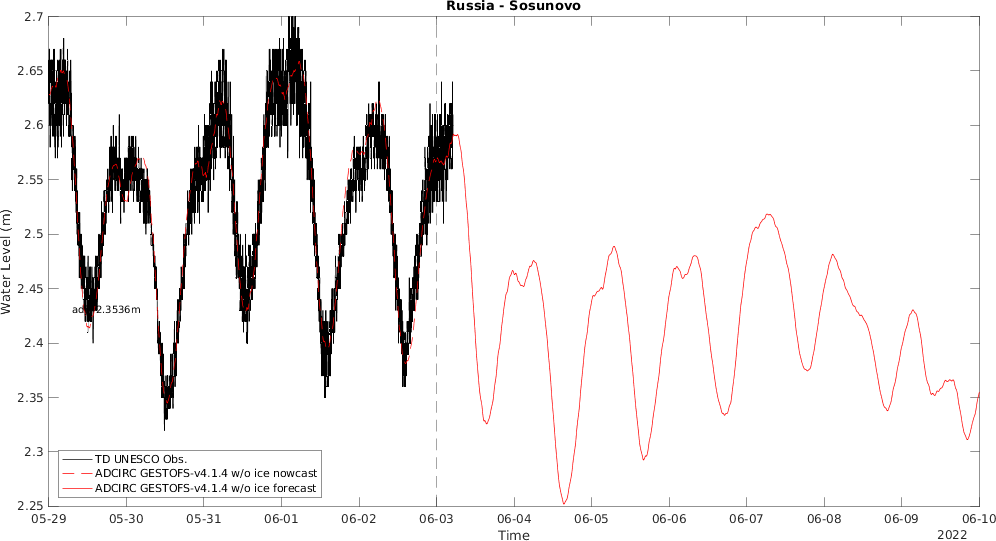 Russia - Sosunovo
2.7
2.65
2.6
2.55
2.5
2.45
2.4
2.35
2.3
2.25
Water Level (m)
2.3536m
TD UNESCO Obs.
ADCIRC GESTOFS-v4.1.4 w/o ice nowcast
ADCIRC GESTOFS-v4.1.4 w/o ice forecast
05-29 05-30 05-31 06-01 06-02 06-03 06-04 06-05 06-06 06-07 06-08 06-09 06-10
Time
2022